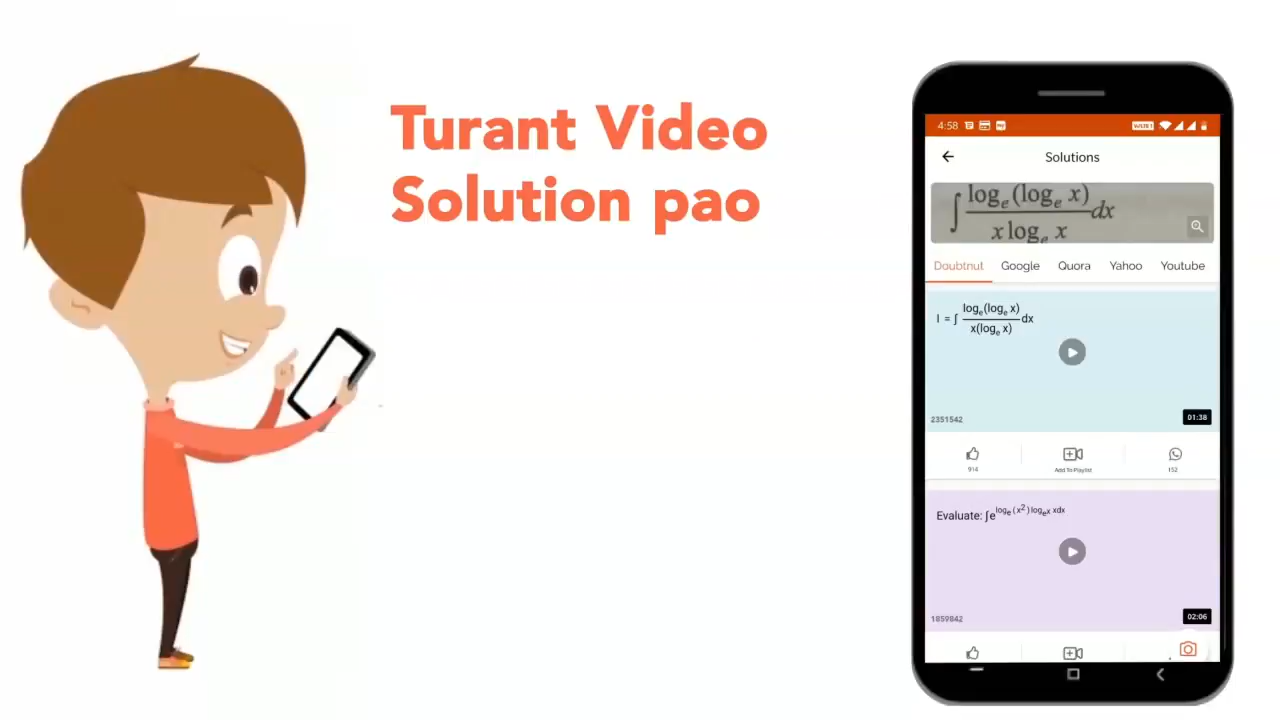 Turant Video
Solution pao
4:58
Solutions
∫ logₑ(logₑ x) / x logₑ x dx
Doubtnut Google Quora Yahoo Youtube
I = ∫ logₑ(logₑ x) / x(logₑ x) dx
2351542 01:38
914 Add To Playlist 152
Evaluate: ∫e^logₑ(x²)logₑx xdx
1859842 02:06